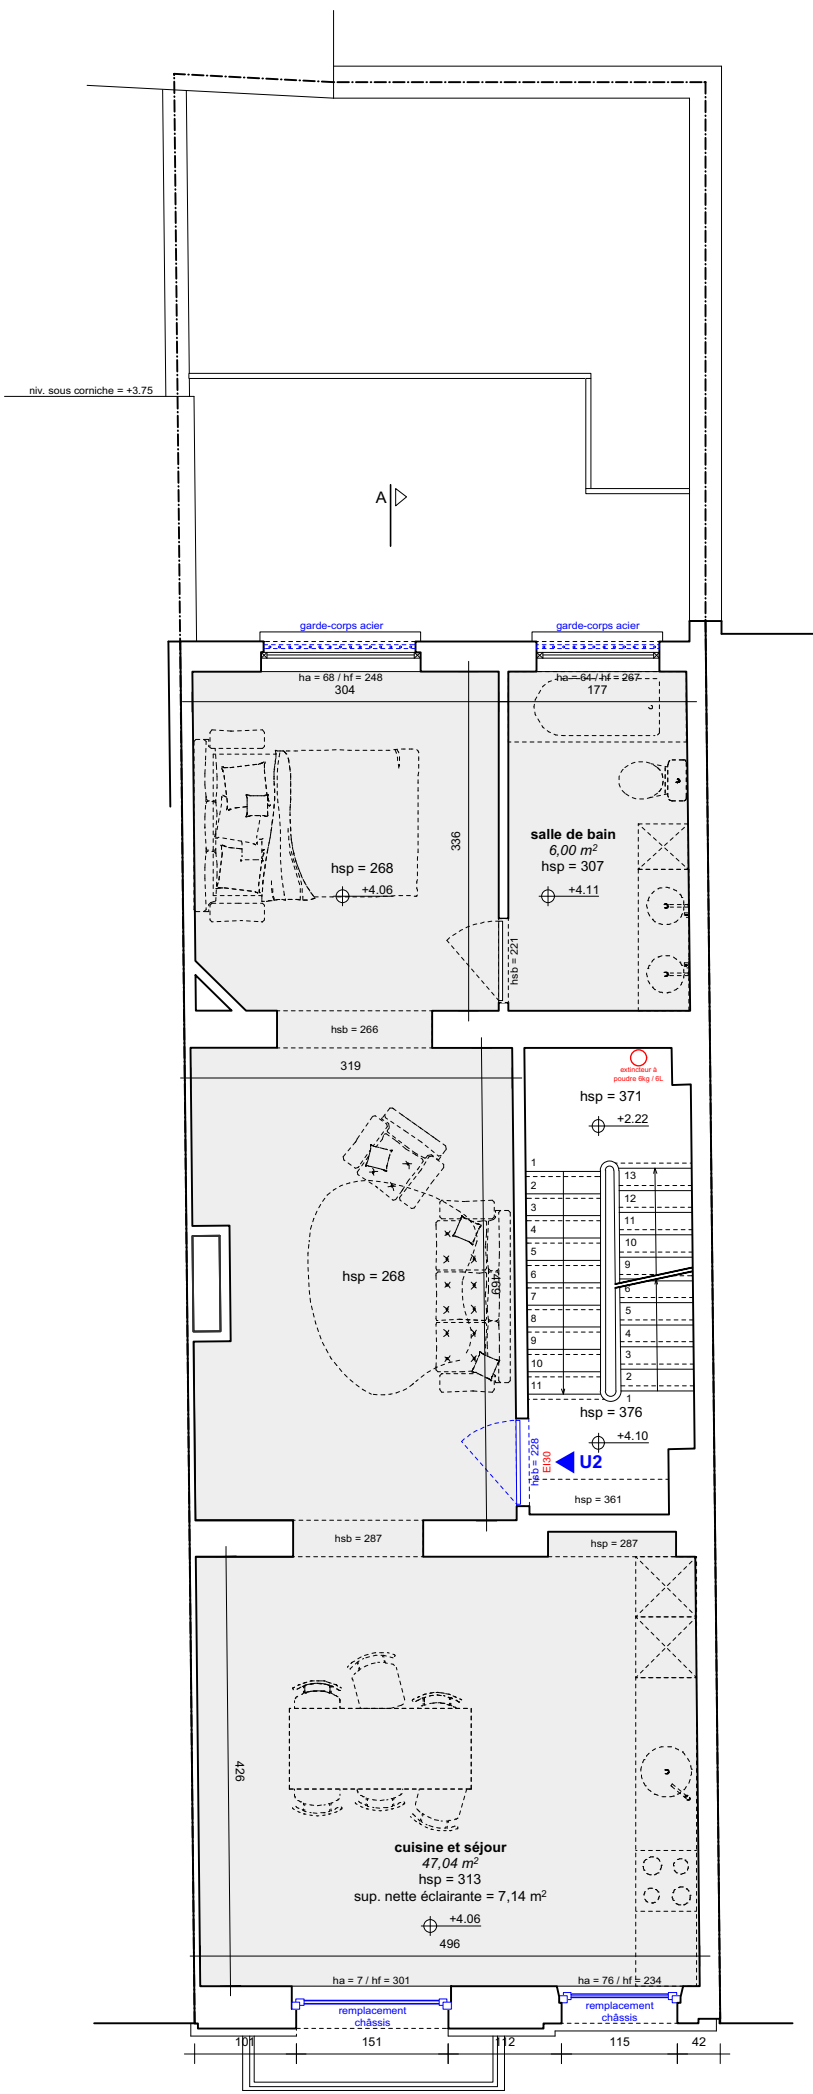 niv. sous corniche = +3.75
A
garde-corps acier
garde-corps acier
ha = 68 / hf = 248
304
ha = 64 / hf = 267
177
336
salle de bain
6,00 m²
hsp = 307
+4.11
hsp = 268
+4.06
hsb = 221
hsb = 266
319
extincteur à
poudre 6kg / 6L
hsp = 371
+2.22
1
2
3
4
5
6
7
8
9
10
11
13
12
11
10
9
6
5
4
3
2
1
hsp = 268
469
hsp = 376
+4.10
hsb = 228
EI30
U2
hsp = 361
hsb = 287
hsp = 287
426
cuisine et séjour
47,04 m²
hsp = 313
sup. nette éclairante = 7,14 m²
+4.06
496
ha = 7 / hf = 301
ha = 76 / hf = 234
remplacement
châssis
remplacement
châssis
101
151
112
115
42